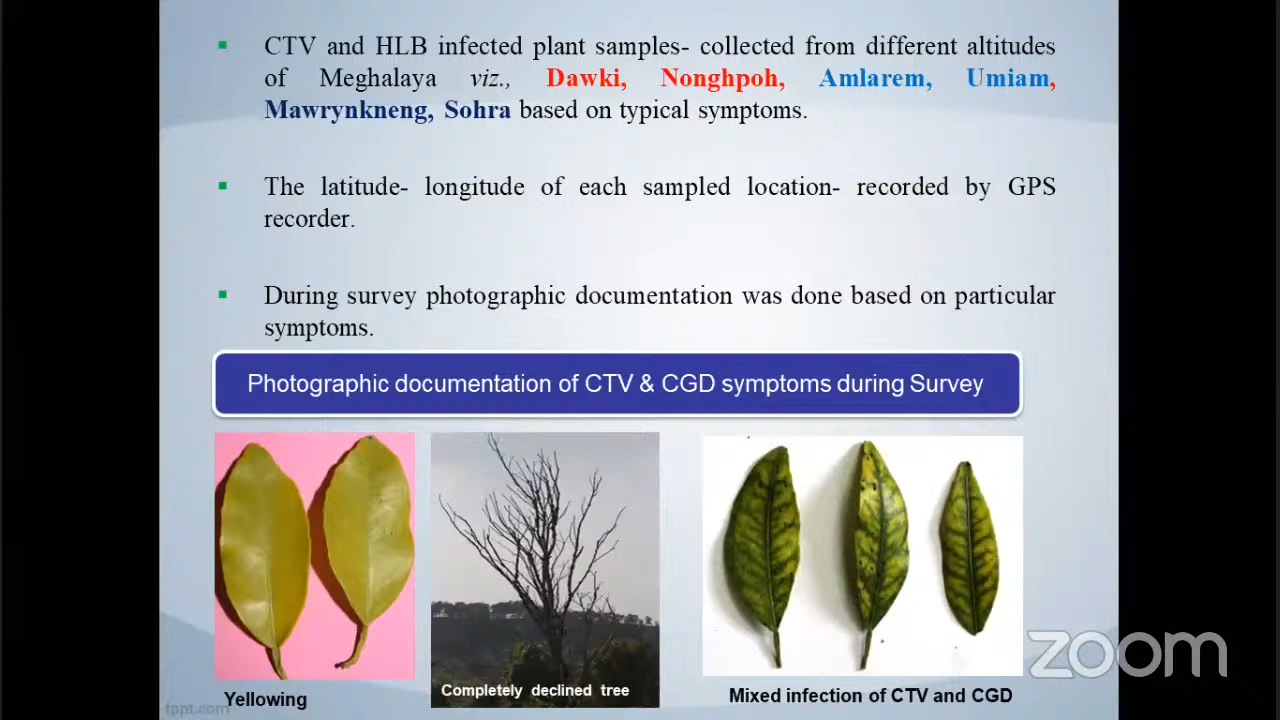 CTV and HLB infected plant samples- collected from different altitudes
of Meghalaya viz., Dawki, Nonghpoh, Amlarem, Umiam,
Mawrynkneng, Sohra based on typical symptoms.
The latitude- longitude of each sampled location- recorded by GPS
recorder.
During survey photographic documentation was done based on particular
symptoms.
Photographic documentation of CTV & CGD symptoms during Survey
Yellowing
Completely declined tree
Mixed infection of CTV and CGD
zoom
fppt.com